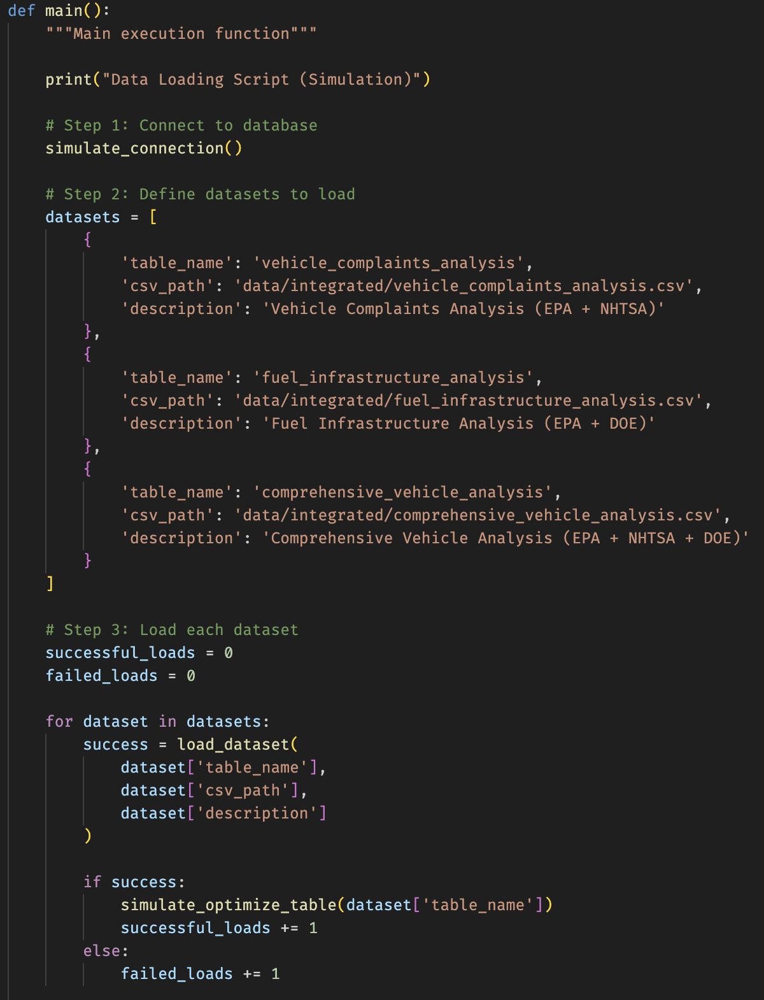 def main():
    """Main execution function"""

    print("Data Loading Script (Simulation)")

    # Step 1: Connect to database
    simulate_connection()

    # Step 2: Define datasets to load
    datasets = [
        {
            'table_name': 'vehicle_complaints_analysis',
            'csv_path': 'data/integrated/vehicle_complaints_analysis.csv',
            'description': 'Vehicle Complaints Analysis (EPA + NHTSA)'
        },
        {
            'table_name': 'fuel_infrastructure_analysis',
            'csv_path': 'data/integrated/fuel_infrastructure_analysis.csv',
            'description': 'Fuel Infrastructure Analysis (EPA + DOE)'
        },
        {
            'table_name': 'comprehensive_vehicle_analysis',
            'csv_path': 'data/integrated/comprehensive_vehicle_analysis.csv',
            'description': 'Comprehensive Vehicle Analysis (EPA + NHTSA + DOE)'
        }
    ]

    # Step 3: Load each dataset
    successful_loads = 0
    failed_loads = 0

    for dataset in datasets:
        success = load_dataset(
            dataset['table_name'],
            dataset['csv_path'],
            dataset['description']
        )

        if success:
            simulate_optimize_table(dataset['table_name'])
            successful_loads += 1
        else:
            failed_loads += 1